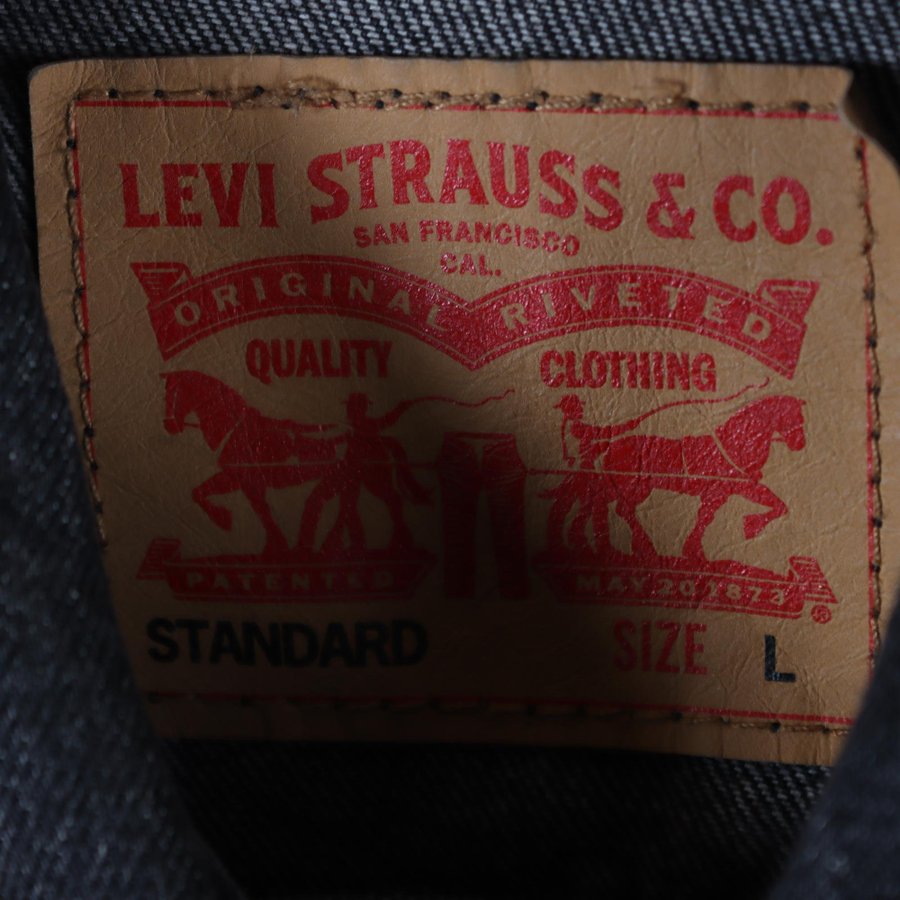 LEVI STRAUSS & CO.
SAN FRANCISCO
CAL.
ORIGINAL RIVETED
QUALITY CLOTHING
PATENTED MAY 20 1873
®
STANDARD SIZE L